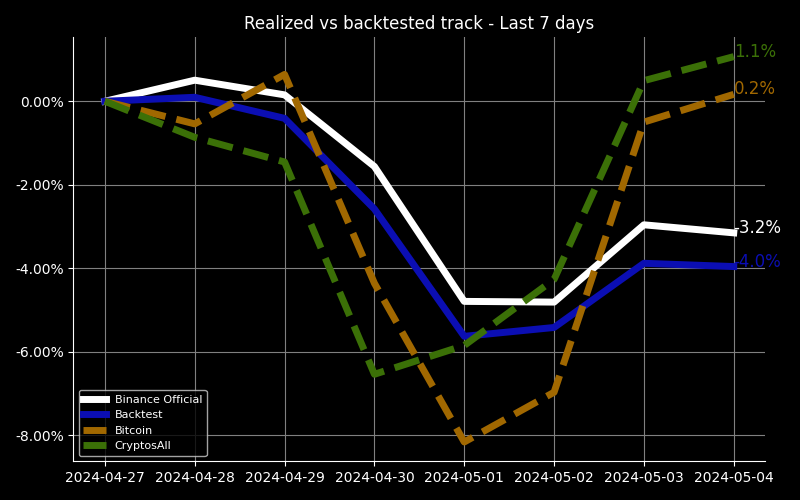 Realized vs backtested track - Last 7 days
1.1%
0.2%
0.00%
-2.00%
-3.2%
-4.0%
-4.00%
-6.00%
-8.00%
Binance Official
Backtest
Bitcoin
CryptosAll
2024-04-27 2024-04-28 2024-04-29 2024-04-30 2024-05-01 2024-05-02 2024-05-03 2024-05-04